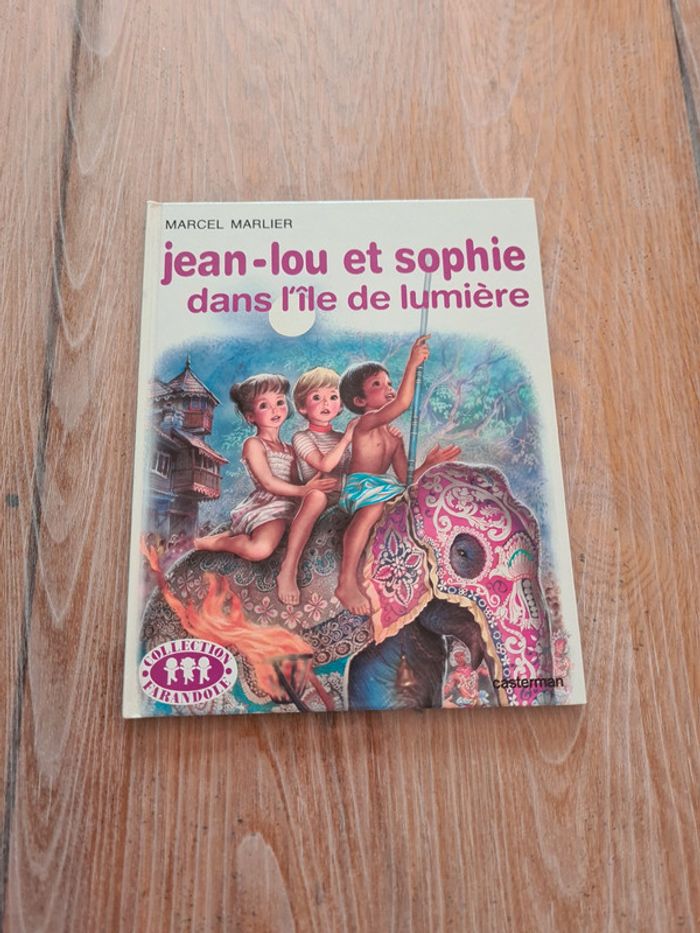 MARCEL MARLIER
jean-lou et sophie
dans l'île de lumière
COLLECTION
FARANDOLE
casterman